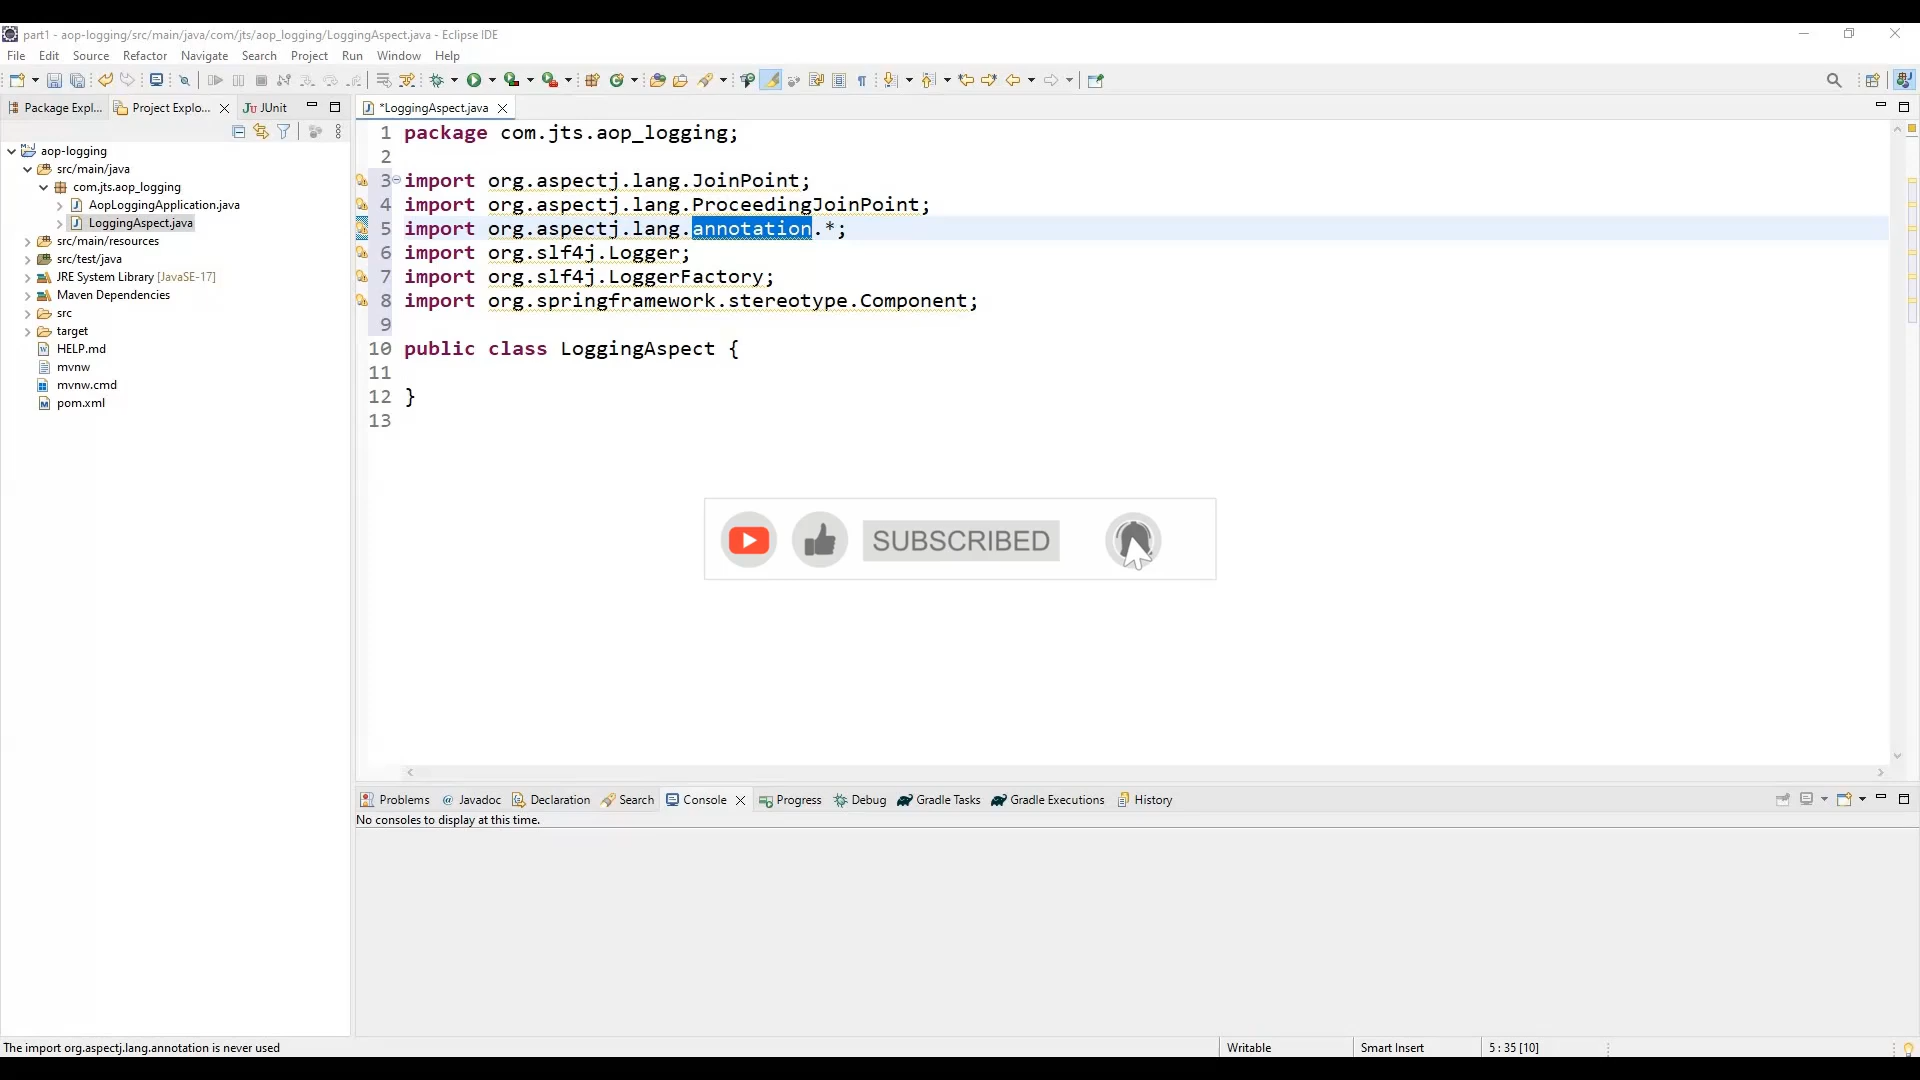 part1 - aop-logging/src/main/java/com/jts/aop_logging/LoggingAspect.java - Eclipse IDE
File Edit Source Refactor Navigate Search Project Run Window Help
Package Expl... Project Explo... JUnit
*LoggingAspect.java
aop-logging
src/main/java
com.jts.aop_logging
AopLoggingApplication.java
LoggingAspect.java
src/main/resources
src/test/java
JRE System Library [JavaSE-17]
Maven Dependencies
src
target
HELP.md
mvnw
mvnw.cmd
pom.xml
1 package com.jts.aop_logging;
2
3 import org.aspectj.lang.JoinPoint;
4 import org.aspectj.lang.ProceedingJoinPoint;
5 import org.aspectj.lang.annotation.*;
6 import org.slf4j.Logger;
7 import org.slf4j.LoggerFactory;
8 import org.springframework.stereotype.Component;
9
10 public class LoggingAspect {
11
12 }
13
SUBSCRIBED
Problems Javadoc Declaration Search Console Progress Debug Gradle Tasks Gradle Executions History
No consoles to display at this time.
The import org.aspectj.lang.annotation is never used Writable Smart Insert 5 : 35 [10]